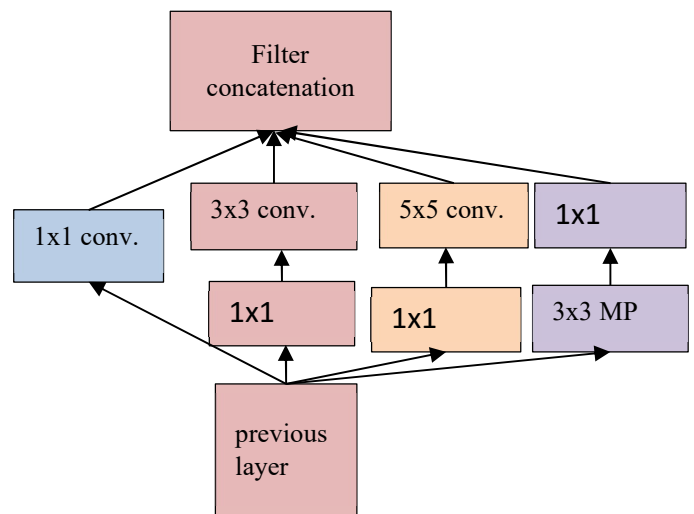 Filter
concatenation
1x1 conv.
3x3 conv.
5x5 conv.
1x1
1x1
1x1
3x3 MP
previous
layer